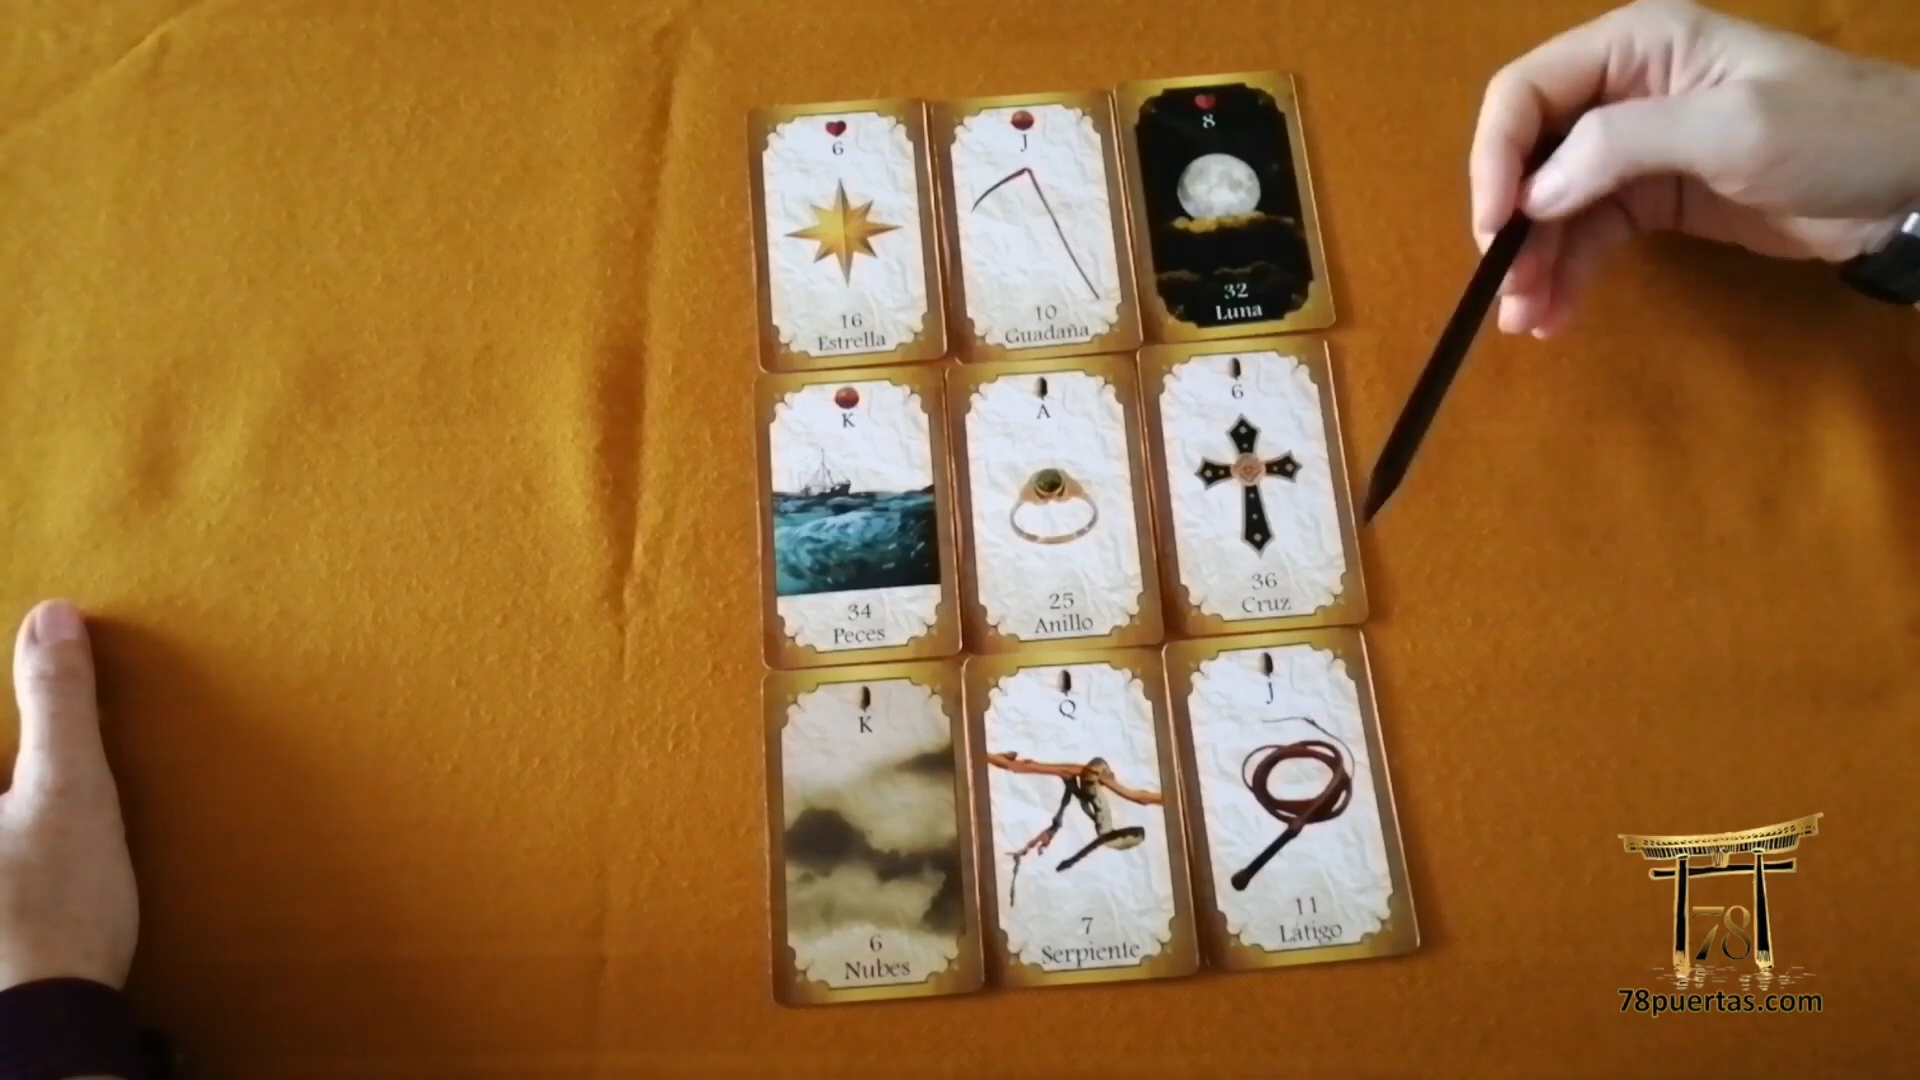 6
16
Estrella
J
10
Guadaña
8
32
Luna
K
34
Peces
A
25
Anillo
6
36
Cruz
K
6
Nubes
Q
7
Serpiente
J
11
Látigo
78
78puertas.com